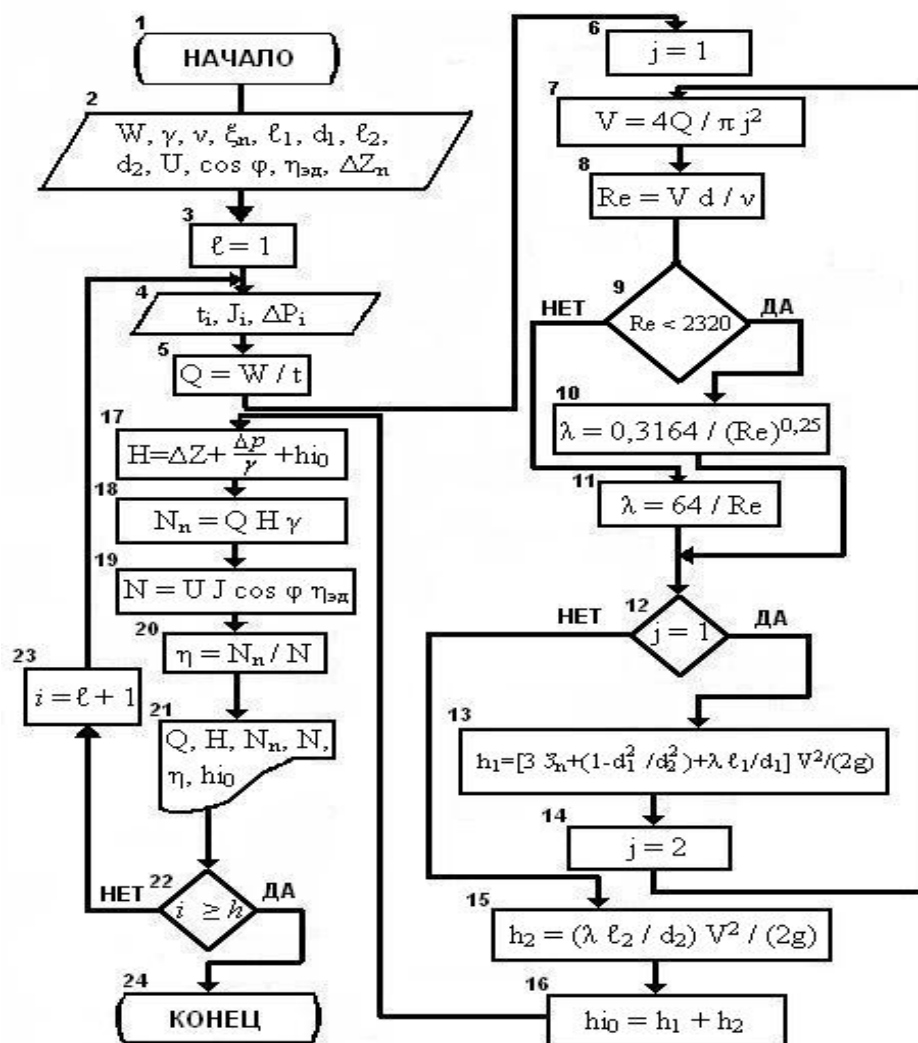 1
НАЧАЛО
2
W, γ, ν, ξₙ, ℓ₁, d₁, ℓ₂,
d₂, U, cos φ, ηэд, ΔZₙ
3
ℓ = 1
4
tᵢ, Jᵢ, ΔPᵢ
5
Q = W / t
6
j = 1
7
V = 4Q / π j²
8
Re = V d / ν
9
НЕТ
Re < 2320
ДА
10
λ = 0,3164 / (Re)^0,25
11
λ = 64 / Re
12
НЕТ
j = 1
ДА
13
h₁=[3 3ₙ+(1-d₁² /d₂²)+λ ℓ₁/d₁] V²/(2g)
14
j = 2
15
h₂ = (λ ℓ₂ / d₂) V² / (2g)
16
hi₀ = h₁ + h₂
17
H=ΔZ+ Δp/γ +hi₀
18
Nₙ = Q H γ
19
N = U J cos φ ηэд
20
η = Nₙ / N
21
Q, H, Nₙ, N,
η, hi₀
22
НЕТ
i ≥ h
ДА
23
i = ℓ + 1
24
КОНЕЦ